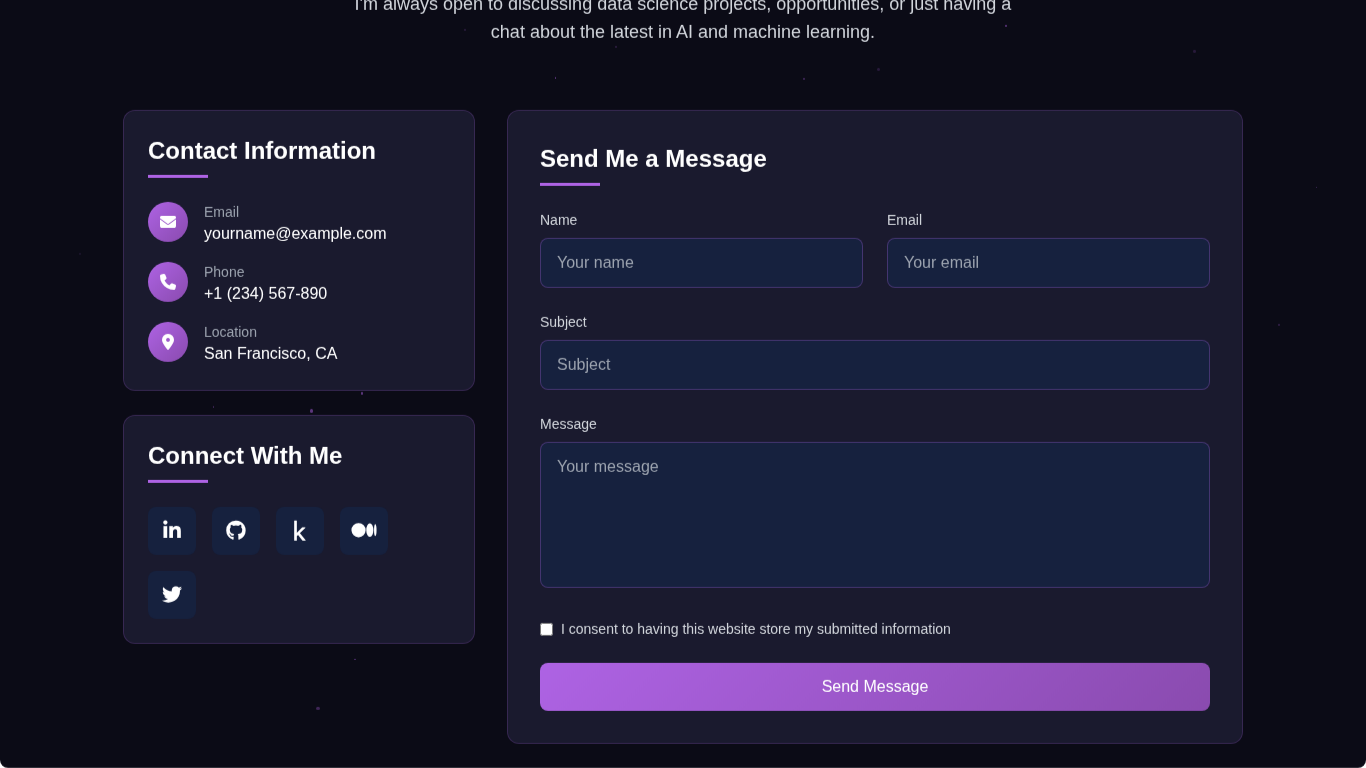 I'm always open to discussing data science projects, opportunities, or just having a
chat about the latest in AI and machine learning.
Contact Information
Email
yourname@example.com
Phone
+1 (234) 567-890
Location
San Francisco, CA
Connect With Me
Send Me a Message
Name
Email
Your name
Your email
Subject
Subject
Message
Your message
I consent to having this website store my submitted information
Send Message